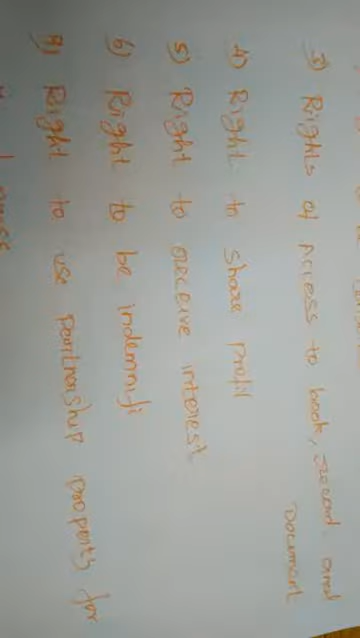 3) Rights of Access to book, record, and
Document
4) Right to share profit
5) Right to receive interest
6) Right to be indemnifi
7) Right to use partnership property for